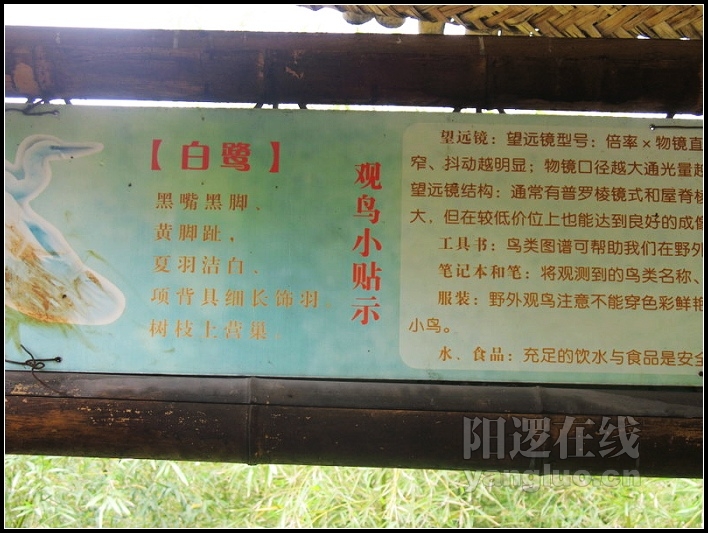 【白鹭】
黑嘴黑脚、
黄脚趾，
夏羽洁白、
项背具细长饰羽、
树枝上营巢、
观鸟小贴示
望远镜：望远镜型号：倍率×物镜直
窄、抖动越明显；物镜口径越大通光量越
望远镜结构：通常有普罗棱镜式和屋脊棱
大，但在较低价位上也能达到良好的成像
工具书：鸟类图谱可帮助我们在野外
笔记本和笔：将观测到的鸟类名称、
服装：野外观鸟注意不能穿色彩鲜艳
小鸟。
水、食品：充足的饮水与食品是安全
阳逻在线
yangluo.cn